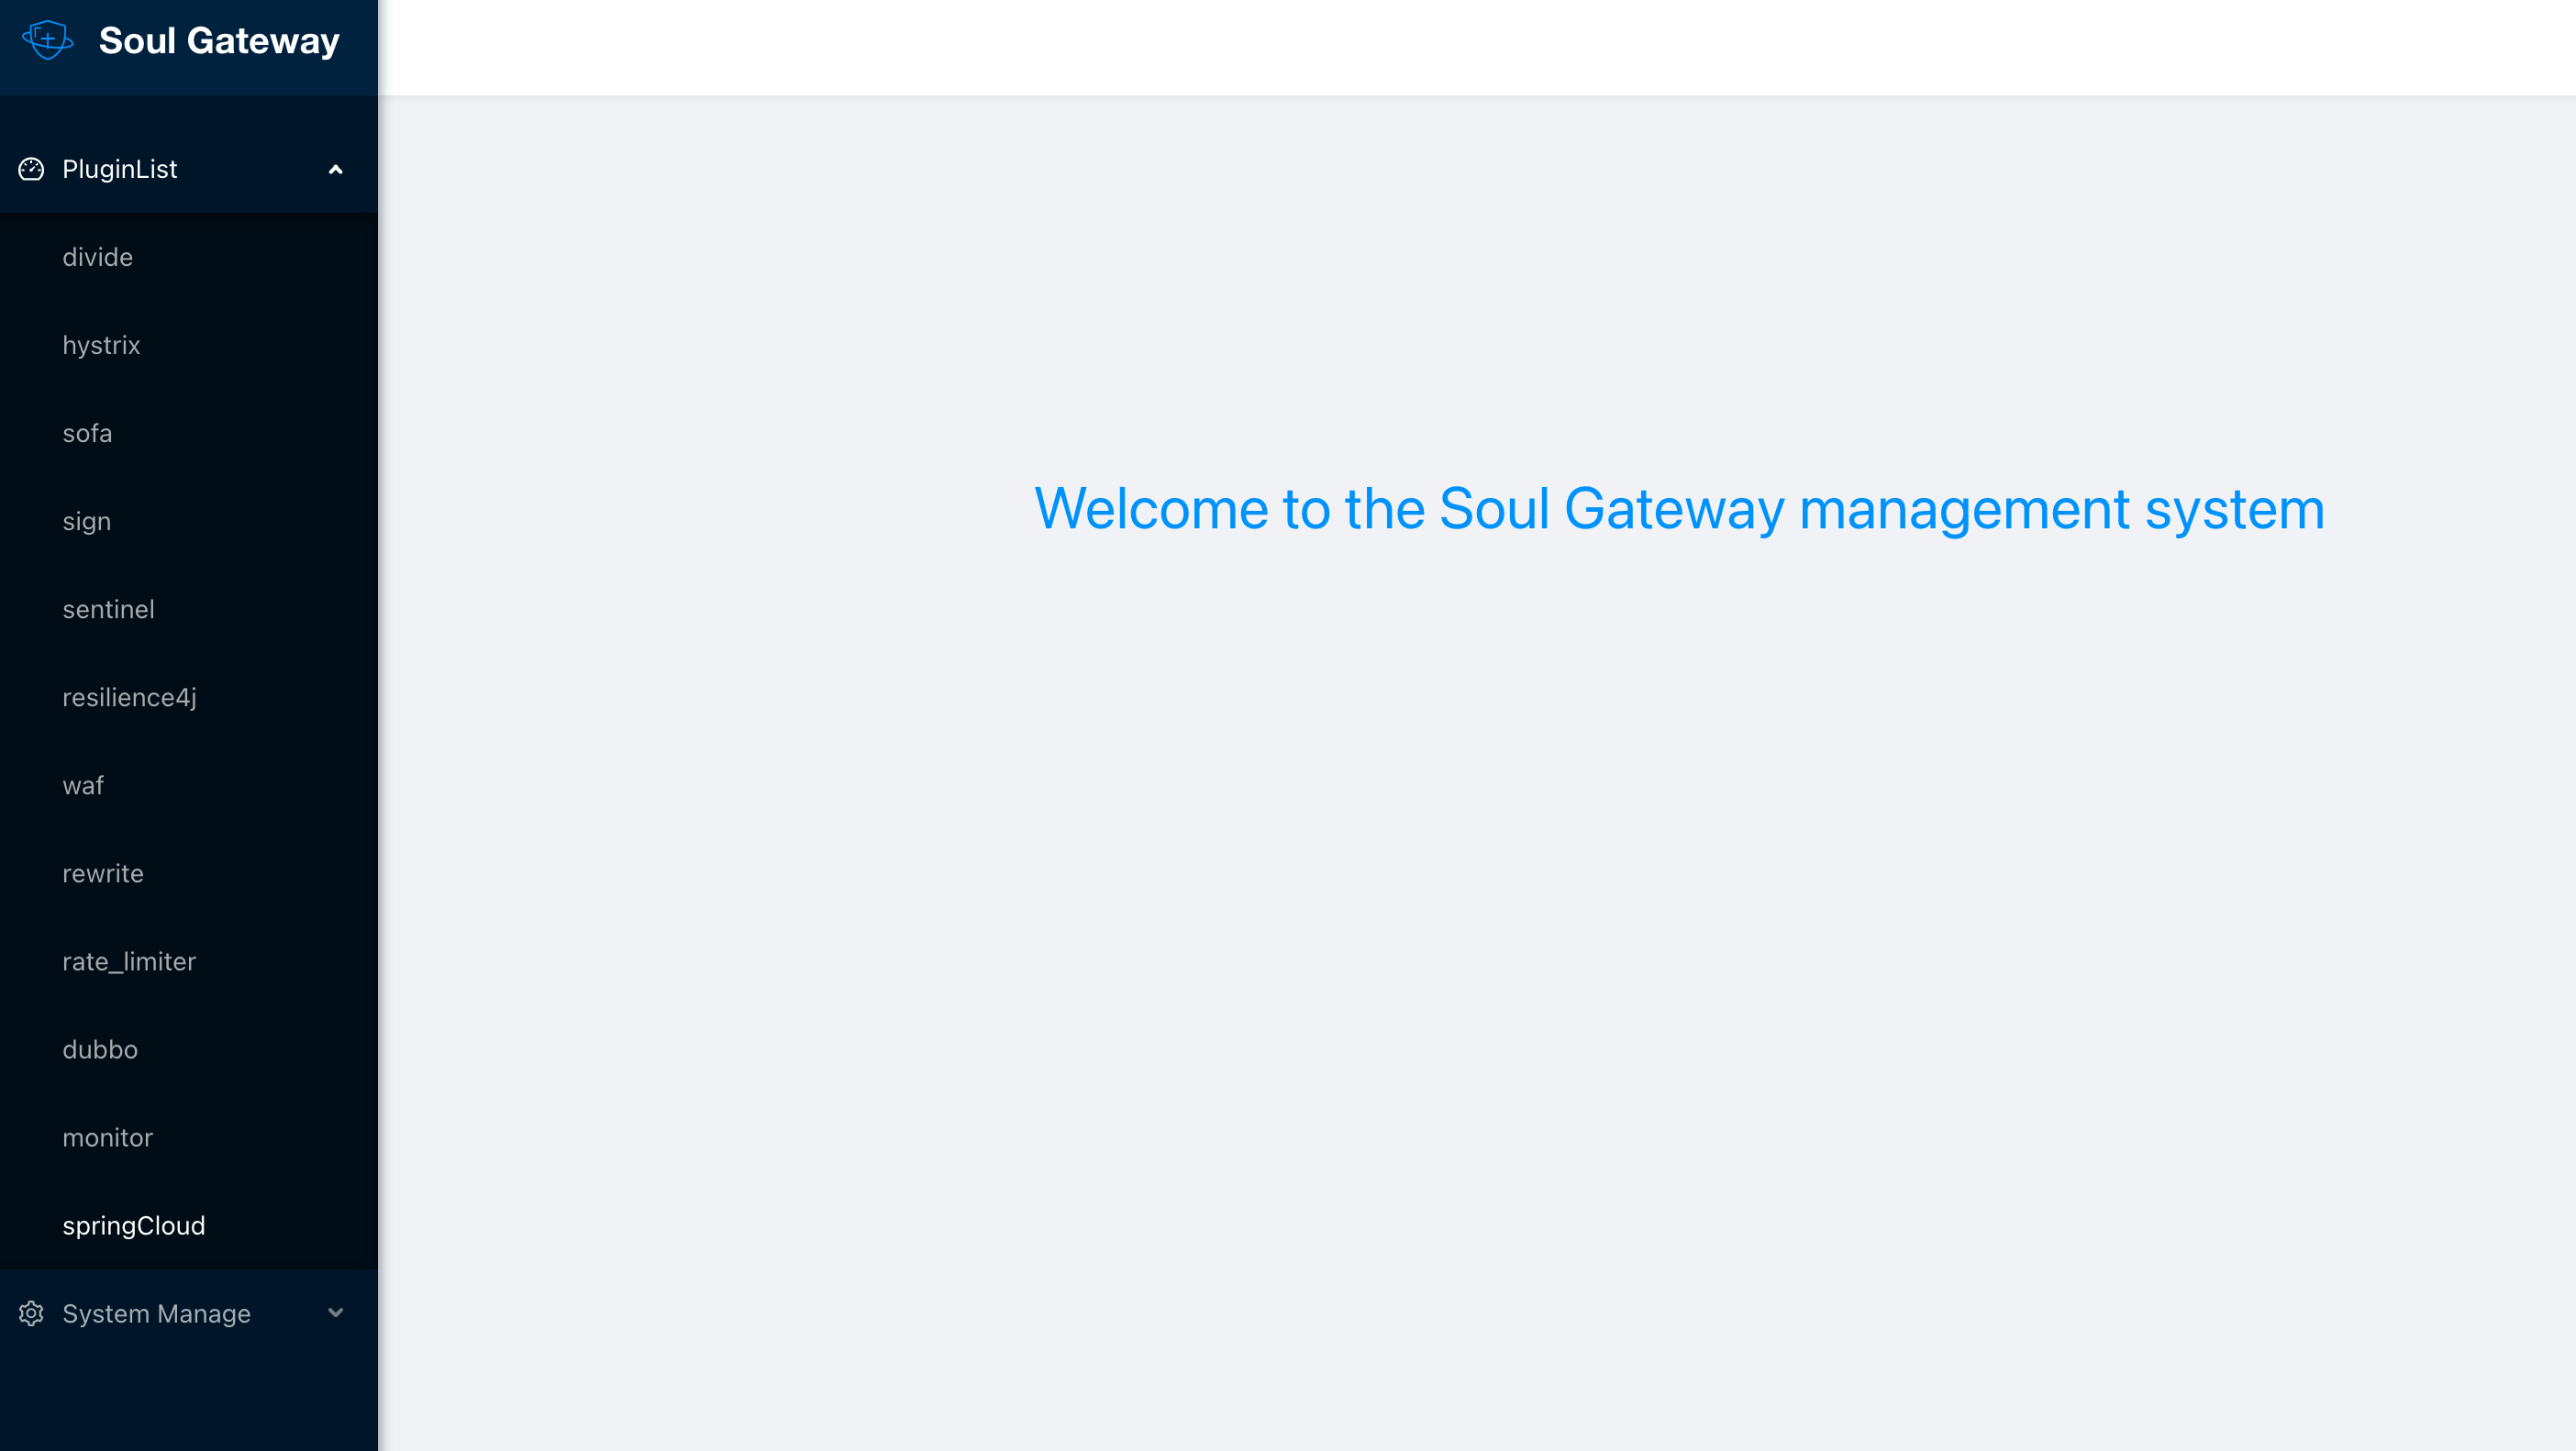 Soul Gateway
PluginList
divide
hystrix
sofa
sign
sentinel
resilience4j
waf
rewrite
rate_limiter
dubbo
monitor
springCloud
System Manage
Welcome to the Soul Gateway management system